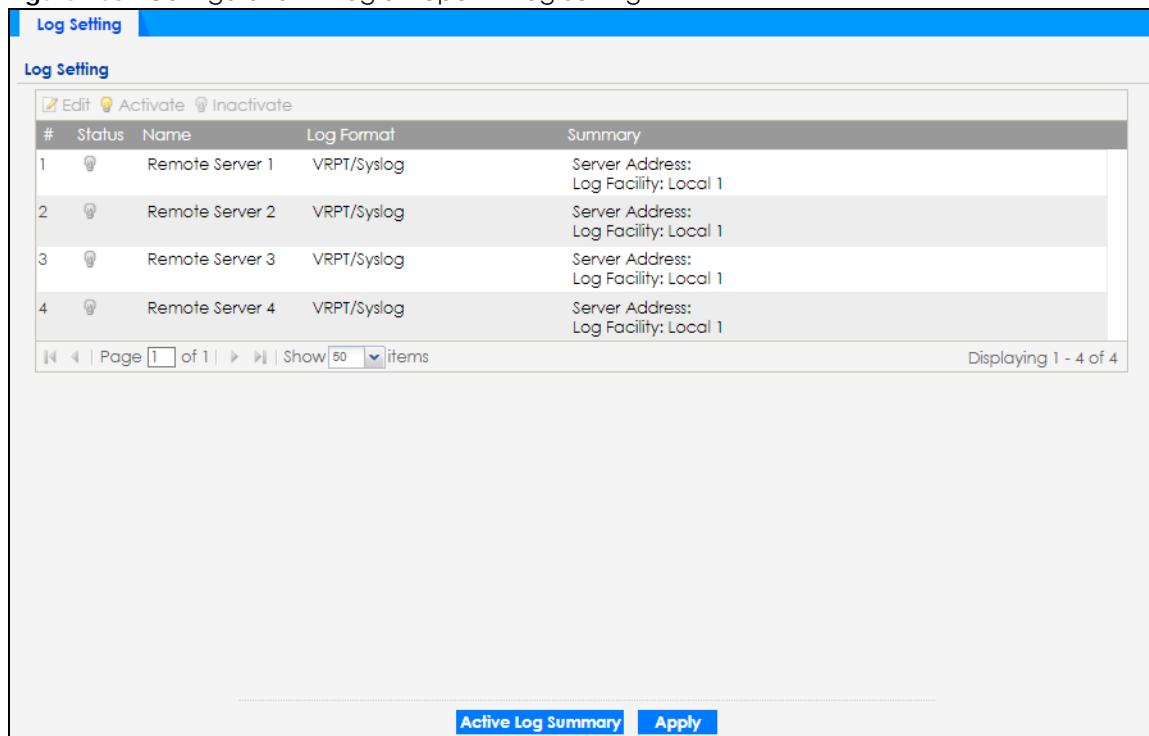 Log Setting
Log Setting
Edit Activate Inactivate
# Status Name Log Format Summary
1 Remote Server 1 VRPT/Syslog Server Address:
Log Facility: Local 1
2 Remote Server 2 VRPT/Syslog Server Address:
Log Facility: Local 1
3 Remote Server 3 VRPT/Syslog Server Address:
Log Facility: Local 1
4 Remote Server 4 VRPT/Syslog Server Address:
Log Facility: Local 1
Page 1 of 1 Show 50 items Displaying 1 - 4 of 4
Active Log Summary Apply